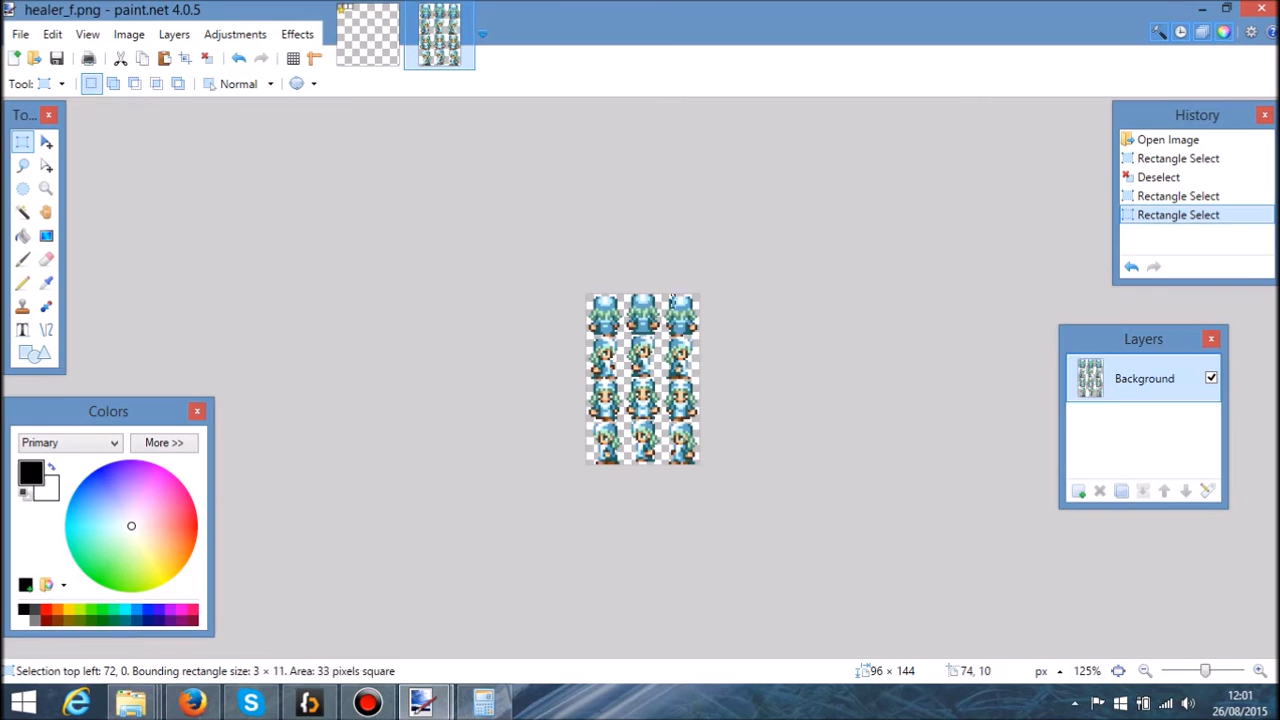 healer_f.png - paint.net 4.0.5
File Edit View Image Layers Adjustments Effects
Tool: Normal
To...
History
Open Image
Rectangle Select
Deselect
Rectangle Select
Rectangle Select
Layers
Background
Colors
Primary More >>
Selection top left: 72, 0. Bounding rectangle size: 3 × 11. Area: 33 pixels square 96 × 144 74, 10 px 125%
12:01
26/08/2015